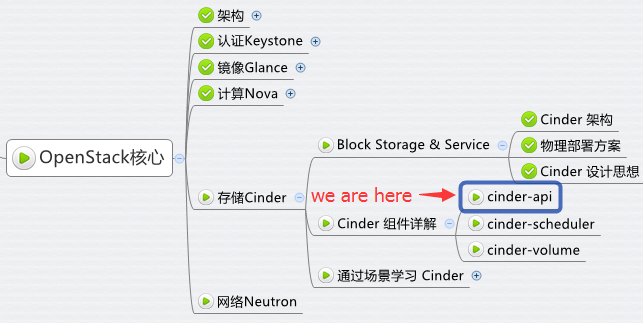 架构
认证Keystone
镜像Glance
计算Nova
OpenStack核心
存储Cinder
Block Storage & Service
Cinder 架构
物理部署方案
Cinder 设计思想
we are here
cinder-api
Cinder 组件详解
cinder-scheduler
cinder-volume
通过场景学习 Cinder
网络Neutron